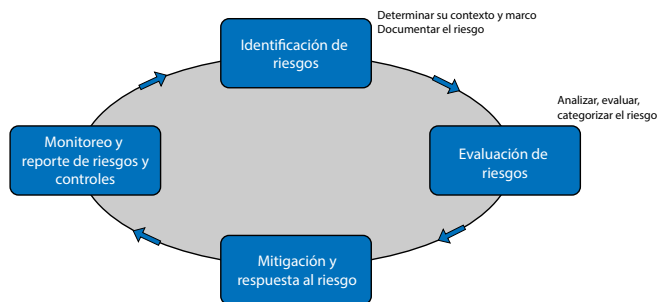 Determinar su contexto y marco
Documentar el riesgo
Identificación de
riesgos
Analizar, evaluar,
categorizar el riesgo
Evaluación de
riesgos
Mitigación y
respuesta al riesgo
Monitoreo y
reporte de riesgos y
controles